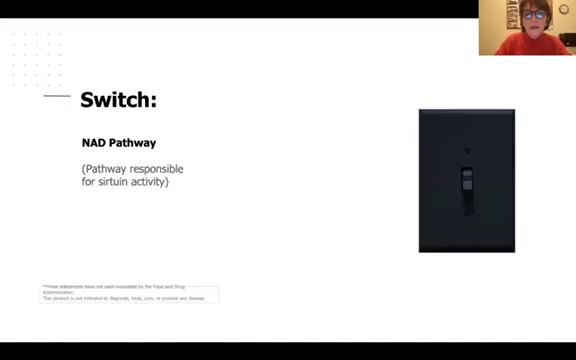 Switch:
NAD Pathway
(Pathway responsible
for sirtuin activity)
*These statements have not been evaluated by the Food and Drug
Administration.
This product is not intended to diagnose, treat, cure, or prevent any disease.